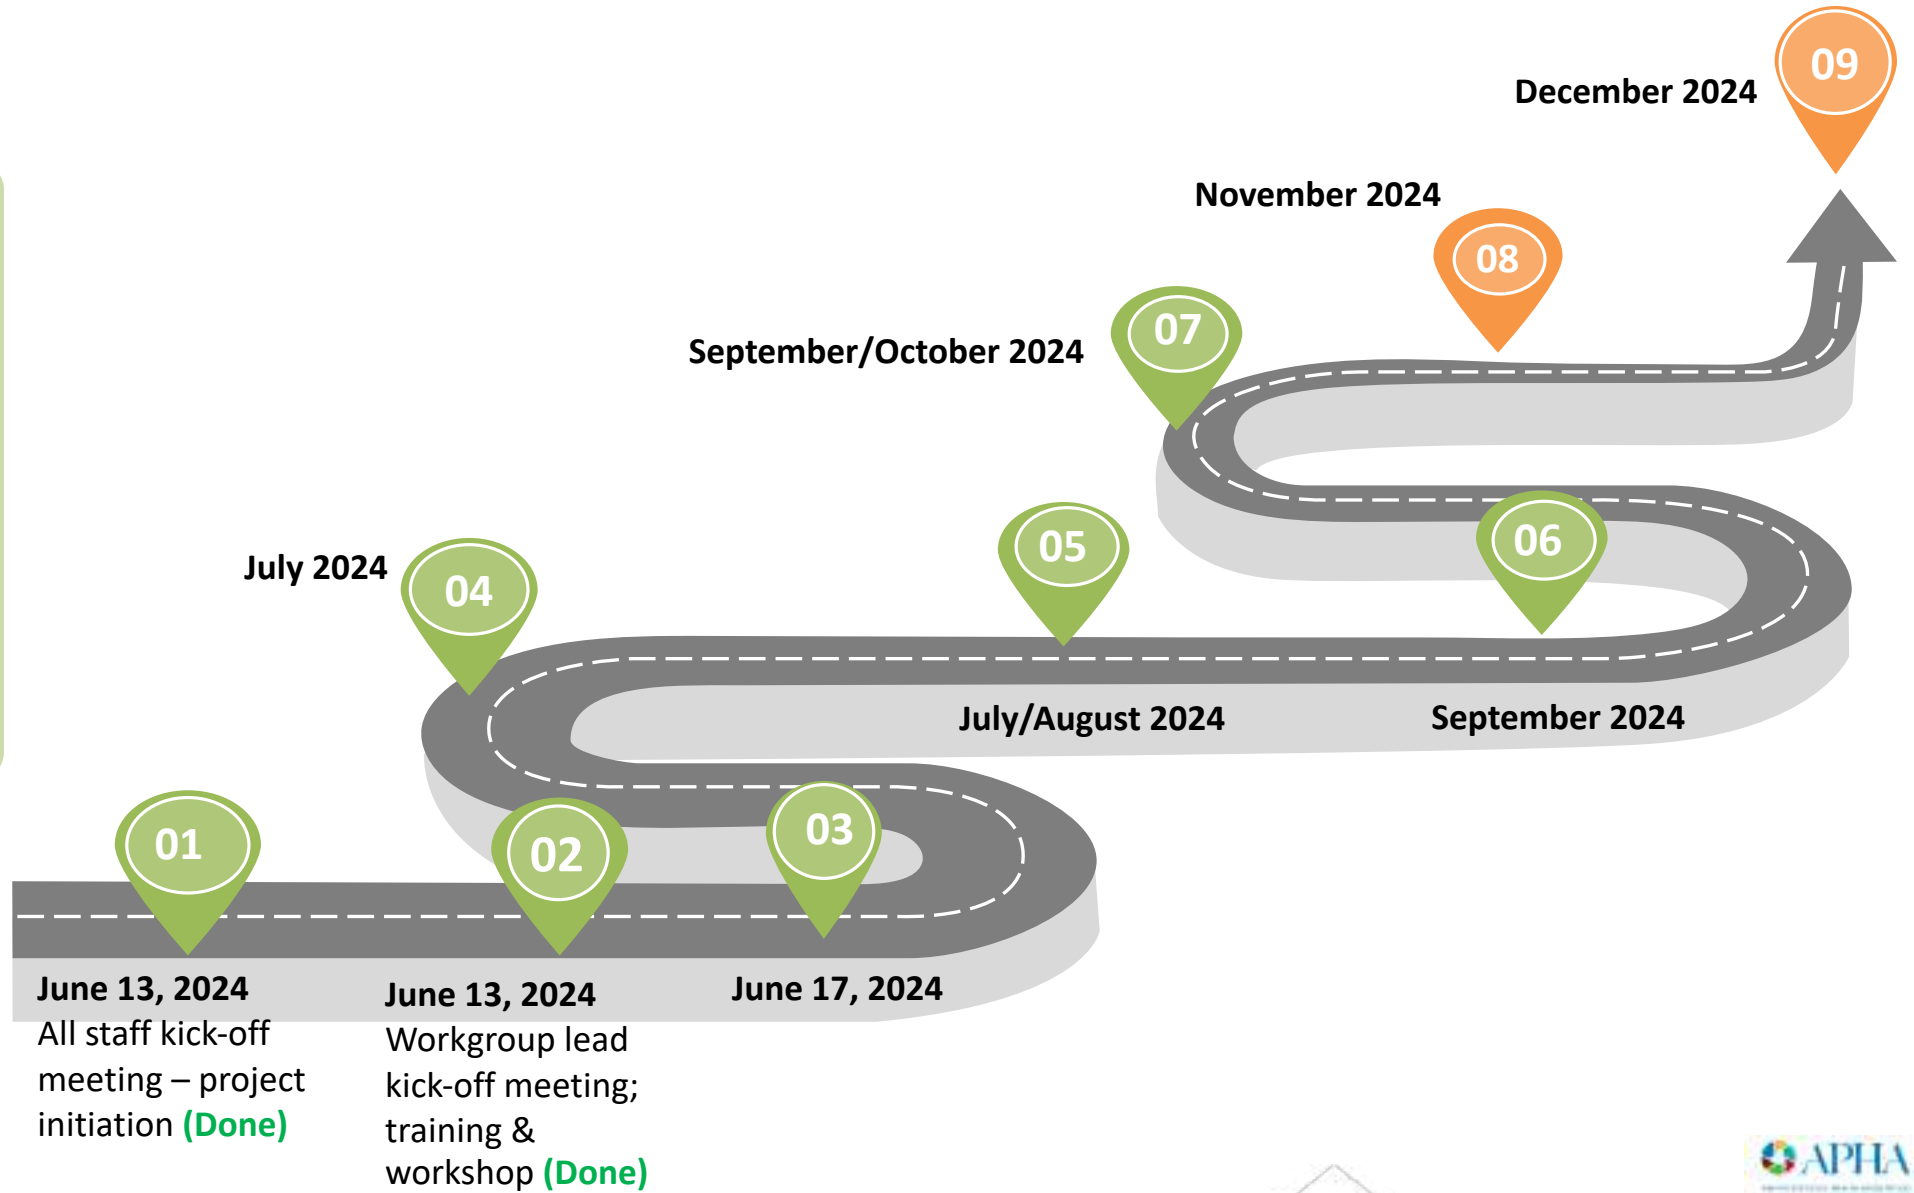 December 2024
09
November 2024
08
September/October 2024
07
06
05
July 2024
04
July/August 2024
September 2024
01
02
03
June 13, 2024
All staff kick-off
meeting – project
initiation (Done)
June 13, 2024
Workgroup lead
kick-off meeting;
training &
workshop (Done)
June 17, 2024
APHA